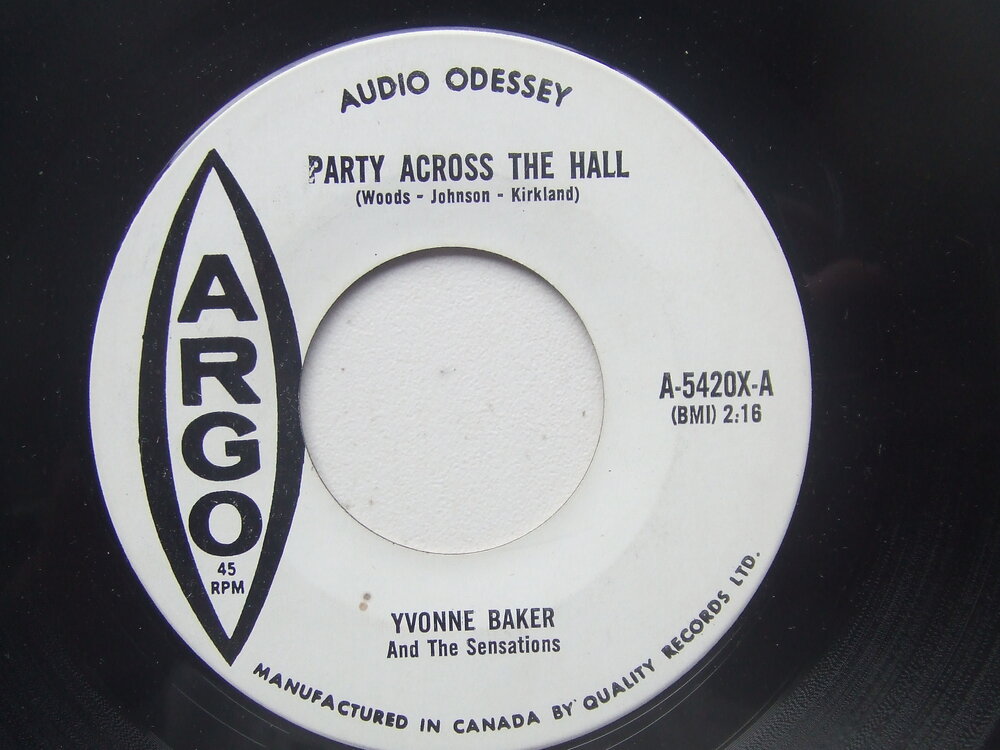 AUDIO ODESSEY
PARTY ACROSS THE HALL
(Woods - Johnson - Kirkland)
ARGO
45
RPM
A-5420X-A
(BMI) 2:16
YVONNE BAKER
And The Sensations
MANUFACTURED IN CANADA BY QUALITY RECORDS LTD.